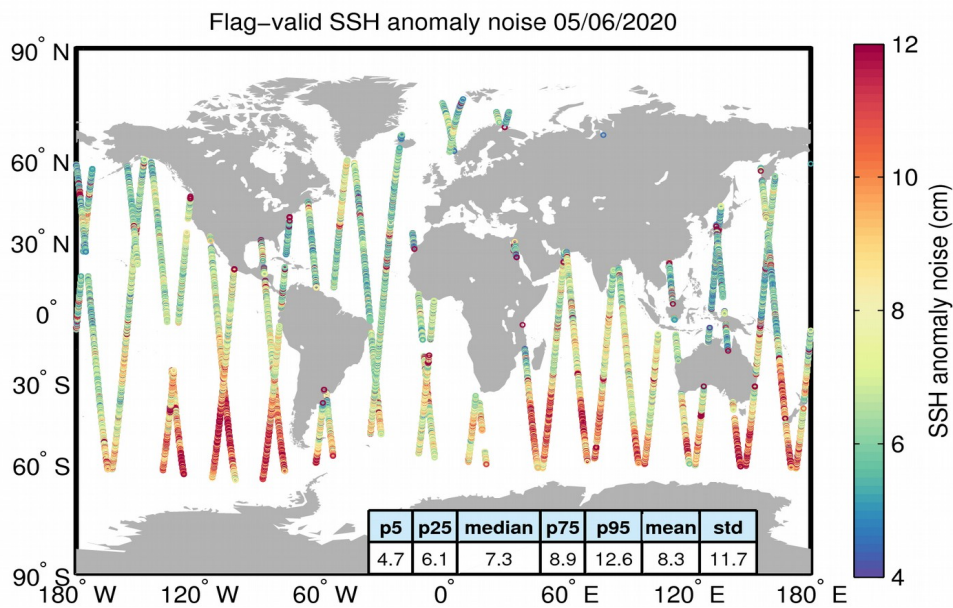 Flag−valid SSH anomaly noise 05/06/2020
90° N
60° N
30° N
0°
30° S
60° S
90° S
180° W
120° W
60° W
0°
60° E
120° E
180° E
p5 p25 median p75 p95 mean std
4.7 6.1 7.3 8.9 12.6 8.3 11.7
12
10
8
6
4
SSH anomaly noise (cm)